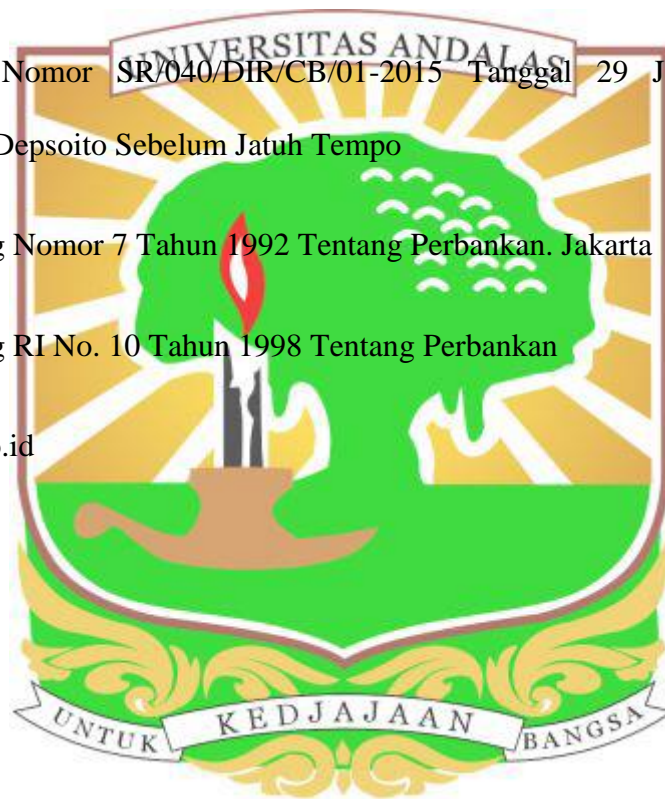 UNIVERSITAS ANDALAS
Nomor SR/040/DIR/CB/01-2015 Tanggal 29 J
Depsoito Sebelum Jatuh Tempo
g Nomor 7 Tahun 1992 Tentang Perbankan. Jakarta
g RI No. 10 Tahun 1998 Tentang Perbankan
.id
UNTUK KEDJAJAAN BANGSA